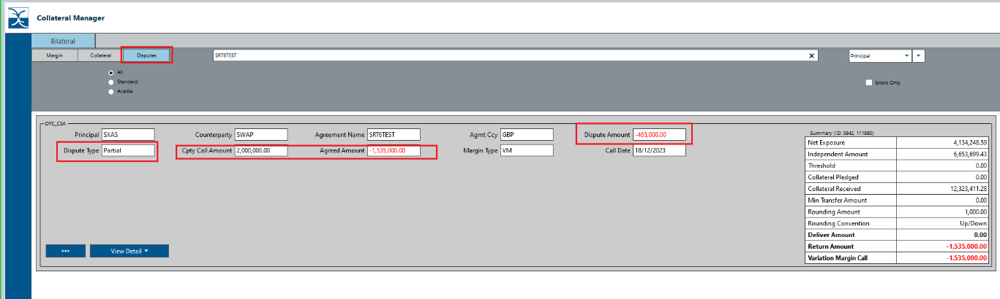 Collateral Manager
Bilateral
Margin Collateral Disputes SRT6TEST Principal
All
Standard
Acadia
Errors Only
OTC_CSA
Principal SXAS Counterparty SWAP Agreement Name SRT6TEST Agmt Ccy GBP Dispute Amount -465,000.00
Dispute Type Partial Cpty Call Amount 2,000,000.00 Agreed Amount -1,535,000.00 Margin Type VM Call Date 18/12/2023
Summary (ID: 5842, 111880)
Net Exposure 4,134,248.59
Independent Amount 6,653,699.43
Threshold 0.00
Collateral Pledged 0.00
Collateral Received 12,323,411.28
Min Transfer Amount 0.00
Rounding Amount 1,000.00
Rounding Convention Up/Down
Deliver Amount 0.00
Return Amount -1,535,000.00
Variation Margin Call -1,535,000.00
••• View Detail